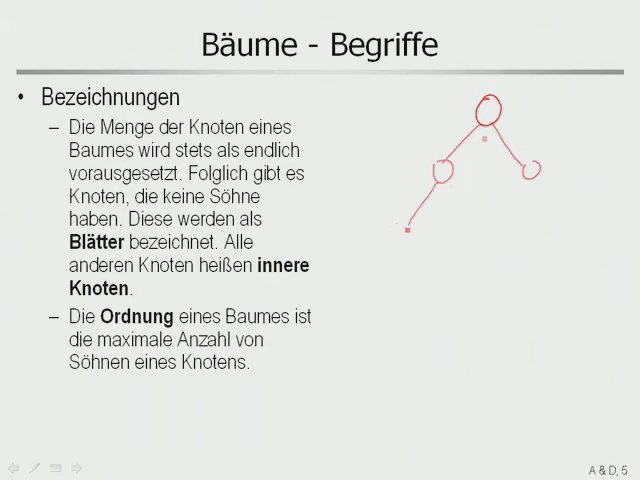 Bäume - Begriffe
• Bezeichnungen
– Die Menge der Knoten eines
Baumes wird stets als endlich
vorausgesetzt. Folglich gibt es
Knoten, die keine Söhne
haben. Diese werden als
Blätter bezeichnet. Alle
anderen Knoten heißen innere
Knoten.
– Die Ordnung eines Baumes ist
die maximale Anzahl von
Söhnen eines Knotens.
A & D, 5